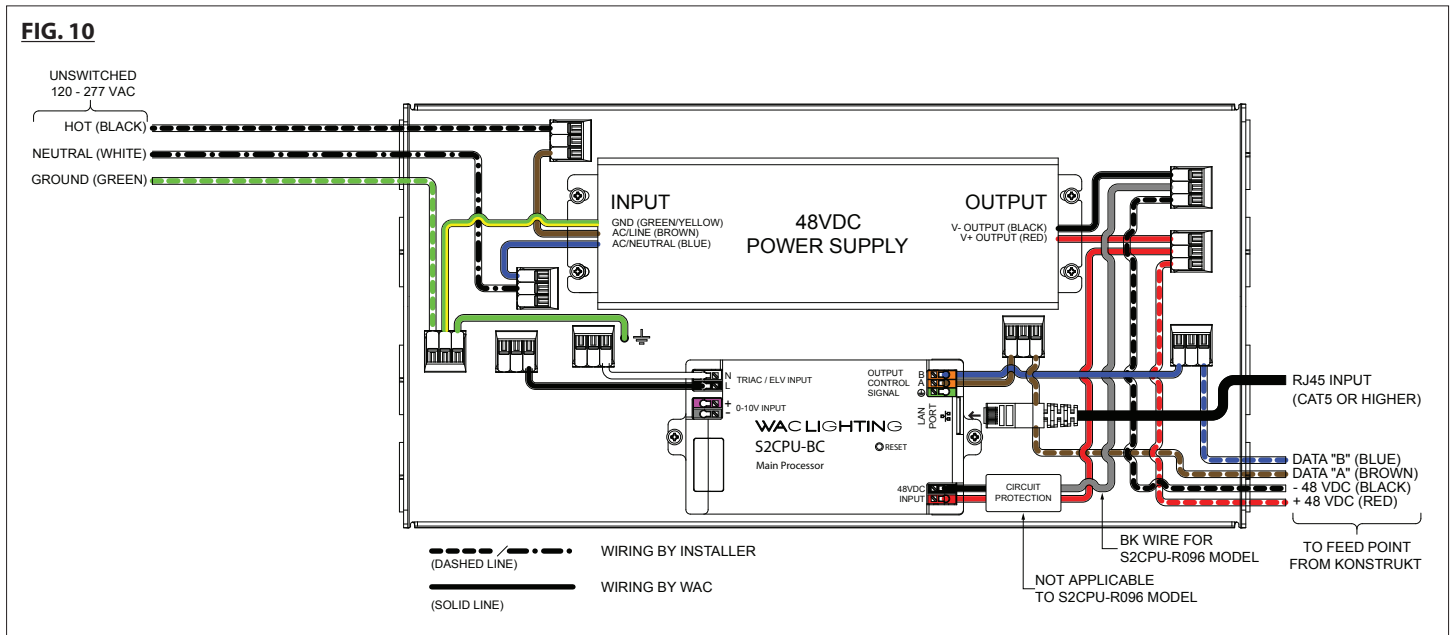 FIG. 10
UNSWITCHED
120 - 277 VAC
HOT (BLACK)
NEUTRAL (WHITE)
GROUND (GREEN)
INPUT
GND (GREEN/YELLOW)
AC/LINE (BROWN)
AC/NEUTRAL (BLUE)
48VDC
POWER SUPPLY
OUTPUT
V- OUTPUT (BLACK)
V+ OUTPUT (RED)
N
L
TRIAC / ELV INPUT
+
-
0-10V INPUT
OUTPUT
CONTROL
SIGNAL
B
A
LAN
PORT
WAC LIGHTING
S2CPU-BC
Main Processor
RESET
48VDC
INPUT
CIRCUIT
PROTECTION
RJ45 INPUT
(CAT5 OR HIGHER)
DATA "B" (BLUE)
DATA "A" (BROWN)
- 48 VDC (BLACK)
+ 48 VDC (RED)
TO FEED POINT
FROM KONSTRUKT
BK WIRE FOR
S2CPU-R096 MODEL
NOT APPLICABLE
TO S2CPU-R096 MODEL
WIRING BY INSTALLER
(DASHED LINE)
WIRING BY WAC
(SOLID LINE)